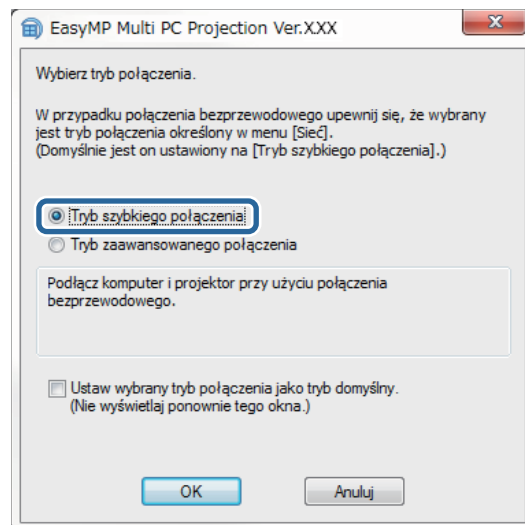 EasyMP Multi PC Projection Ver.X.XX
Wybierz tryb połączenia.
W przypadku połączenia bezprzewodowego upewnij się, że wybrany
jest tryb połączenia określony w menu [Sieć].
(Domyślnie jest on ustawiony na [Tryb szybkiego połączenia].)
Tryb szybkiego połączenia
Tryb zaawansowanego połączenia
Podłącz komputer i projektor przy użyciu połączenia
bezprzewodowego.
Ustaw wybrany tryb połączenia jako tryb domyślny.
(Nie wyświetlaj ponownie tego okna.)
OK
Anuluj